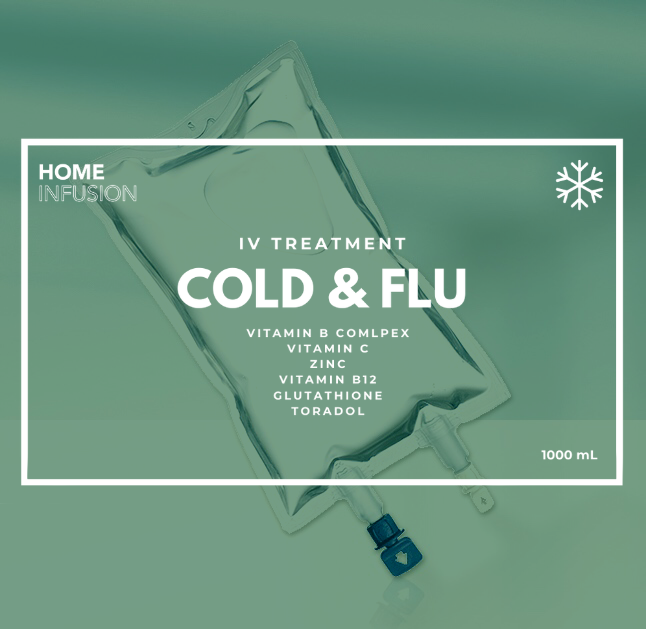 HOME
INFUSION
IV TREATMENT
COLD & FLU
VITAMIN B COMLPEX
VITAMIN C
ZINC
VITAMIN B12
GLUTATHIONE
TORADOL
1000 mL